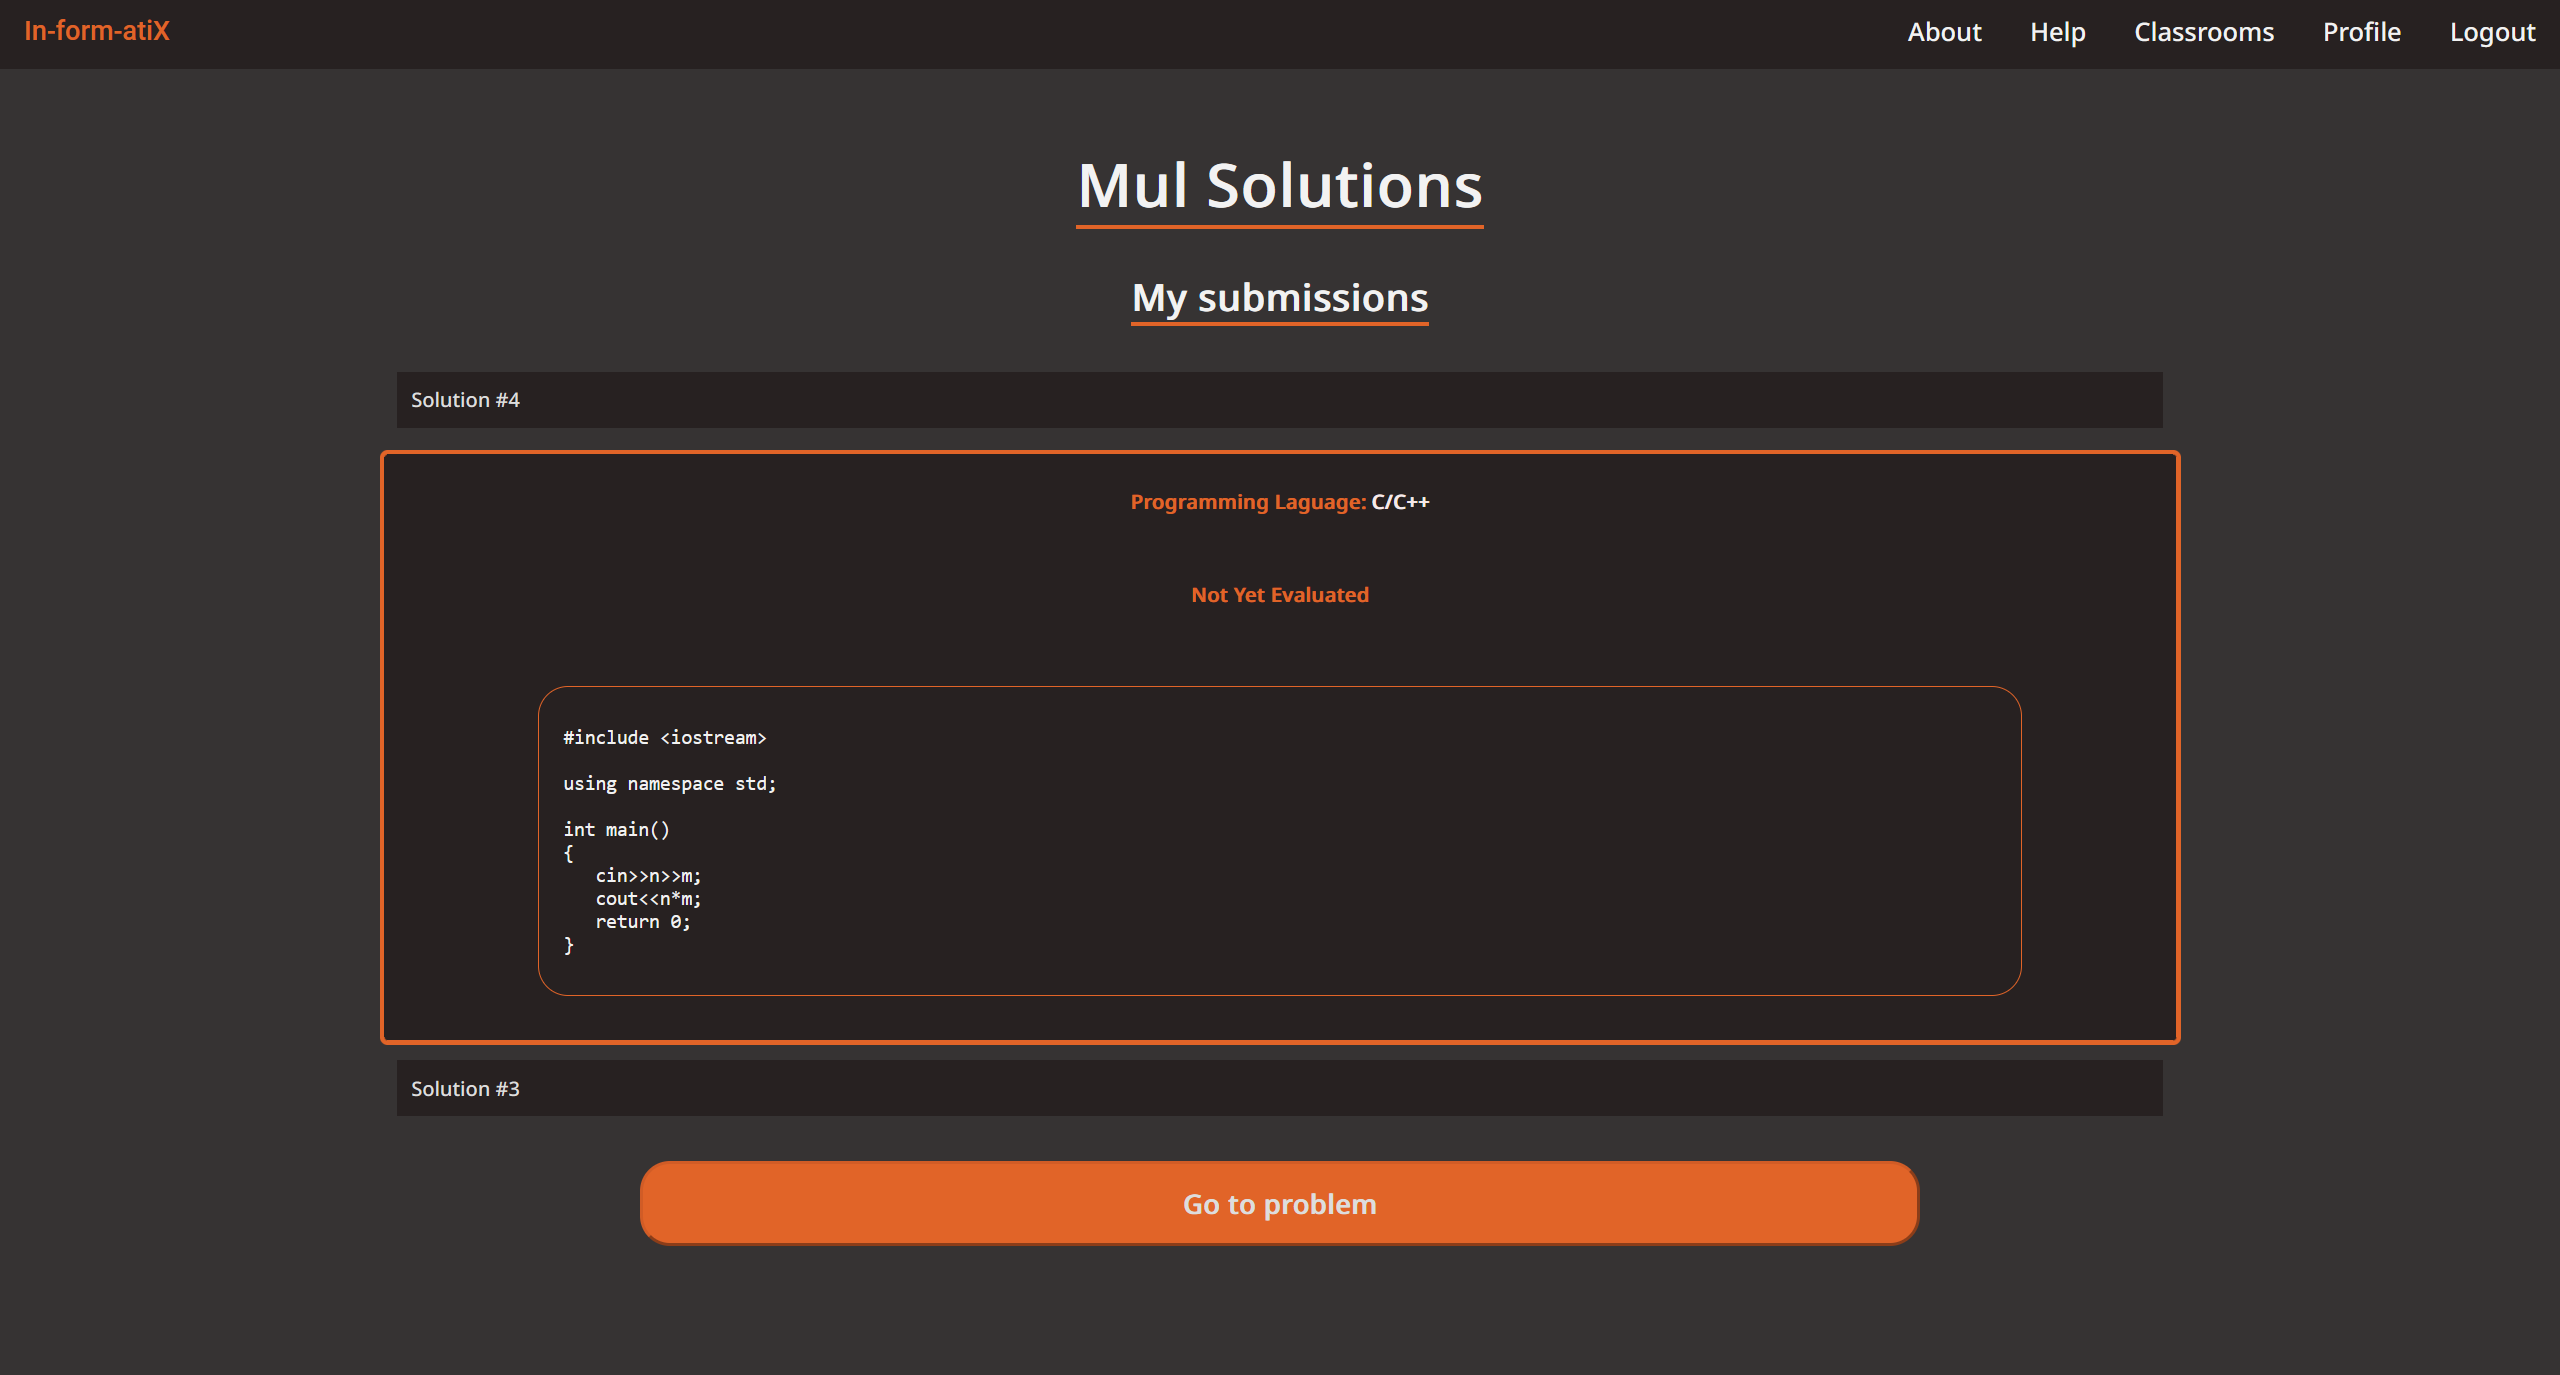 In-form-atiX
About Help Classrooms Profile Logout
Mul Solutions
My submissions
Solution #4
Programming Laguage: C/C++
Not Yet Evaluated
#include <iostream>
using namespace std;
int main()
{
   cin>>n>>m;
   cout<<n*m;
   return 0;
}
Solution #3
Go to problem